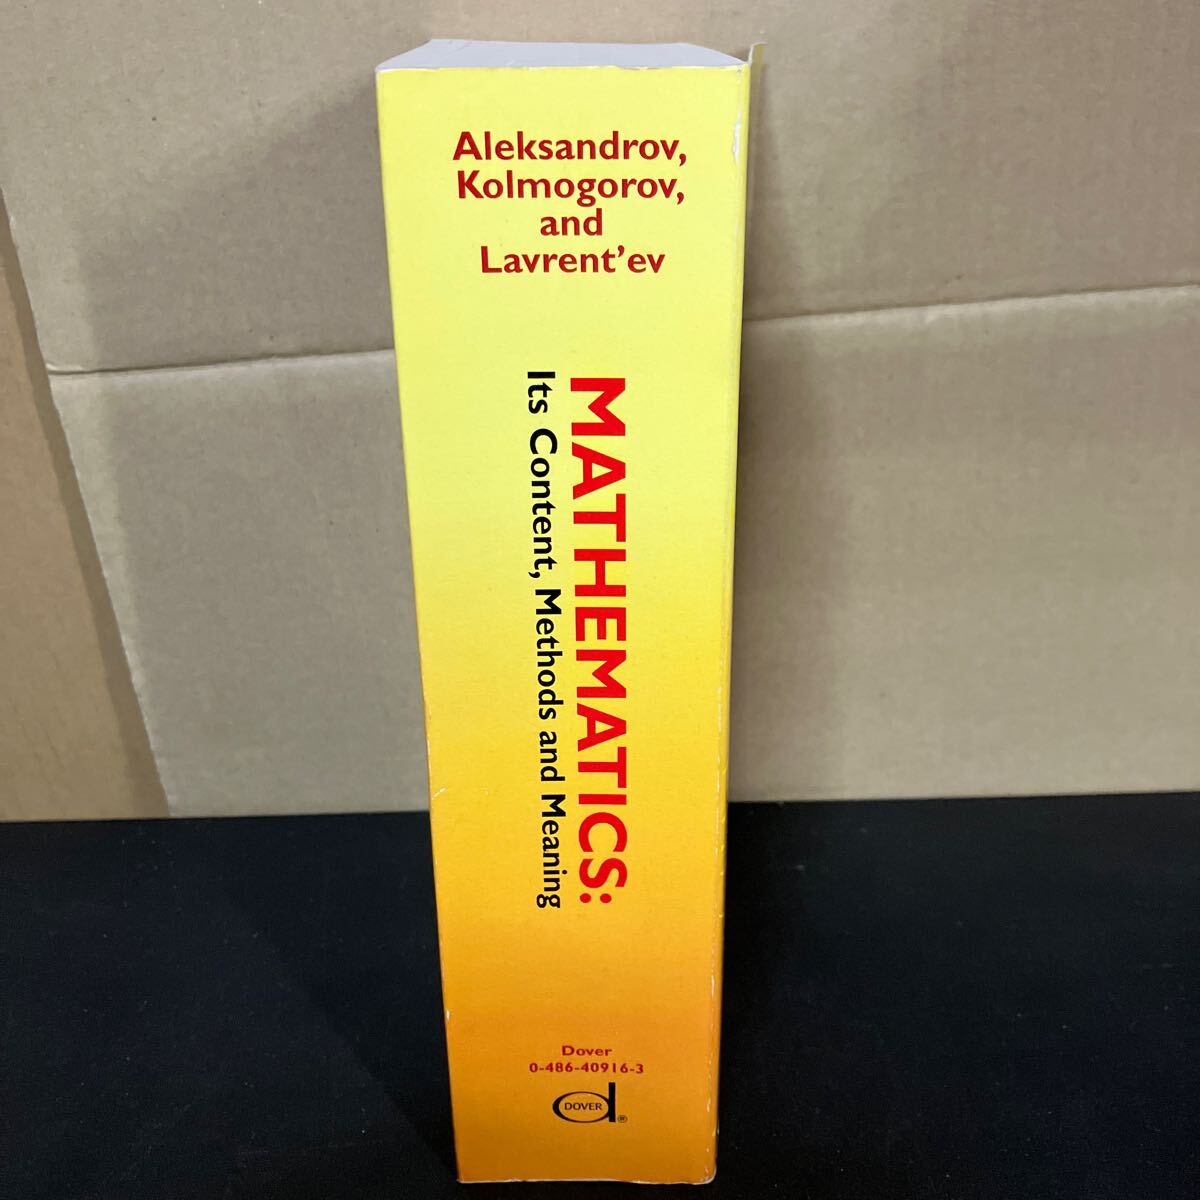 Aleksandrov,
Kolmogorov,
and
Lavrent'ev
MATHEMATICS:
Its Content, Methods and Meaning
Dover
0-486-40916-3
DOVER
®